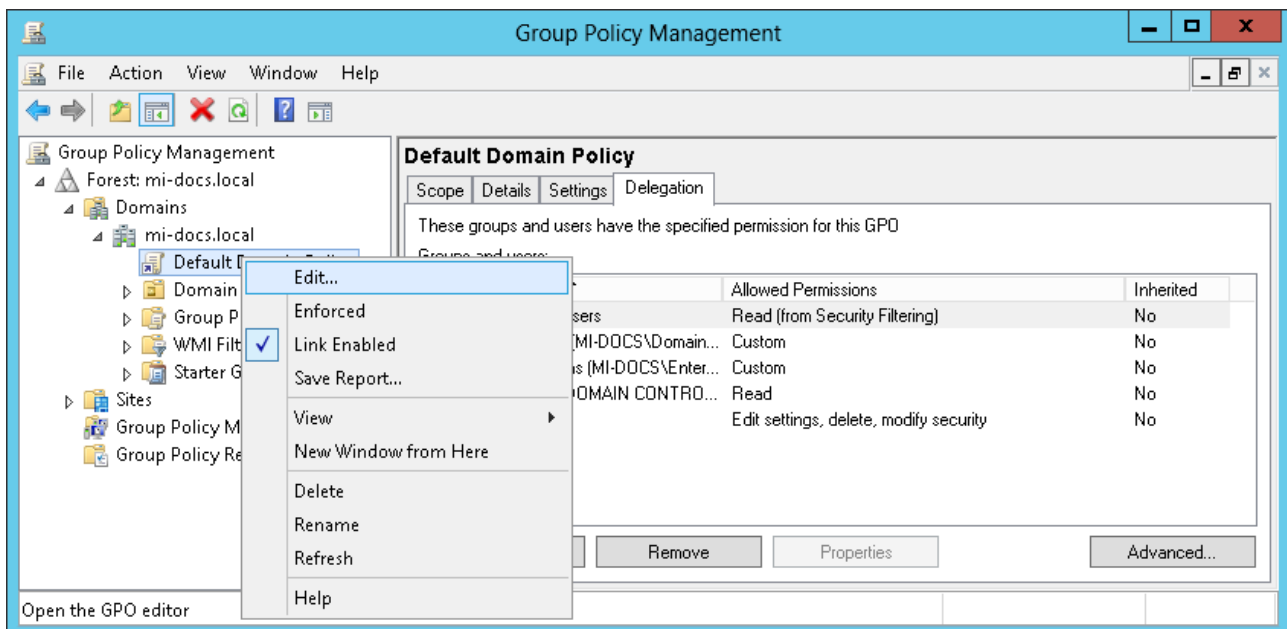 Group Policy Management
File Action View Window Help
Group Policy Management
Forest: mi-docs.local
Domains
mi-docs.local
Default
Domain
Group P
WMI Filt
Starter G
Sites
Group Policy M
Group Policy Re
Default Domain Policy
Scope Details Settings Delegation
These groups and users have the specified permission for this GPO
Groups and users:
Allowed Permissions Inherited
sers Read (from Security Filtering) No
(MI-DOCS\Domain... Custom No
s (MI-DOCS\Enter... Custom No
OMAIN CONTRO... Read No
Edit settings, delete, modify security No
Remove Properties Advanced...
Edit...
Enforced
Link Enabled
Save Report...
View
New Window from Here
Delete
Rename
Refresh
Help
Open the GPO editor